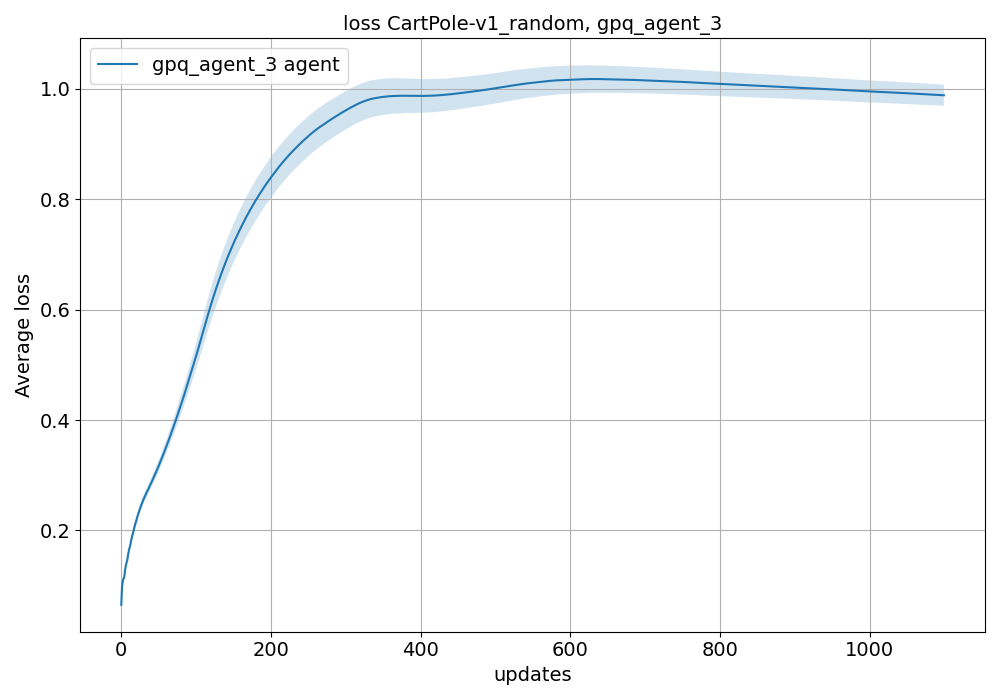 loss CartPole-v1_random, gpq_agent_3
gpq_agent_3 agent
1.0
0.8
0.6
0.4
0.2
Average loss
0 200 400 600 800 1000
updates